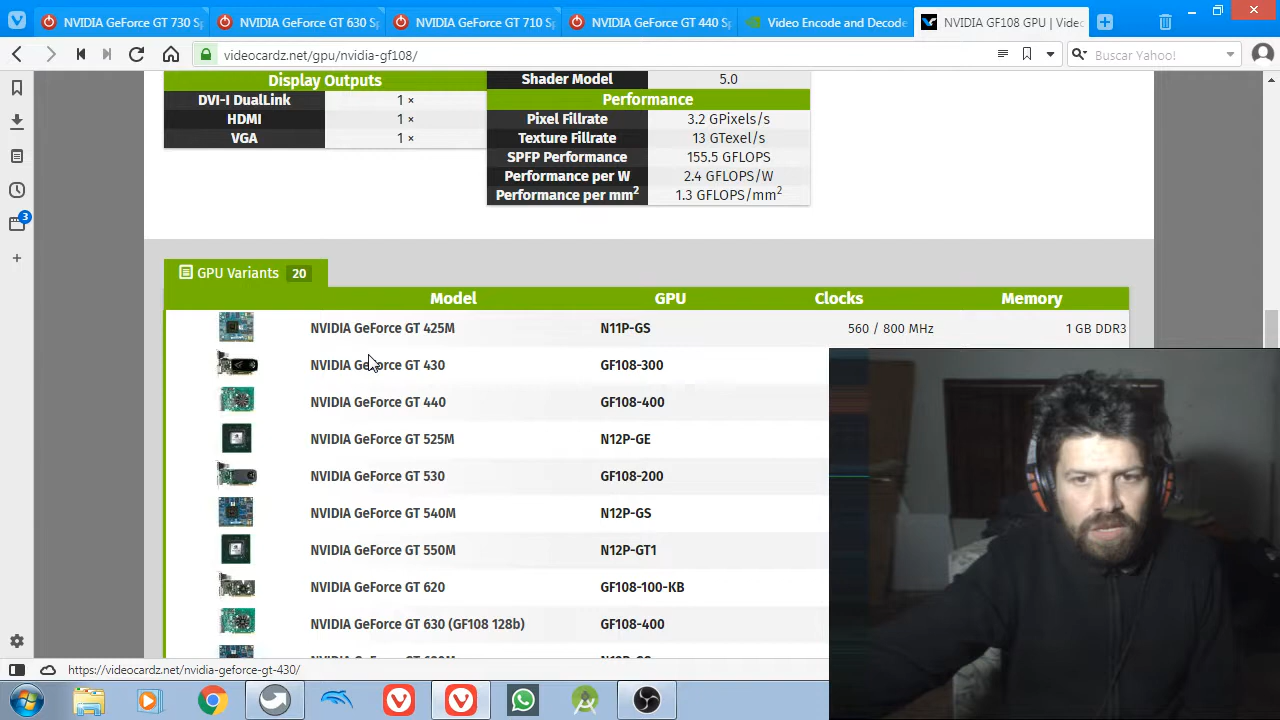 NVIDIA GeForce GT 730 Sp
NVIDIA GeForce GT 630 Sp
NVIDIA GeForce GT 710 Sp
NVIDIA GeForce GT 440 Sp
Video Encode and Decode
NVIDIA GF108 GPU | Video
videocardz.net/gpu/nvidia-gf108/
Buscar Yahoo!
Display Outputs
DVI-I DualLink 1 ×
HDMI 1 ×
VGA 1 ×
Shader Model 5.0
Performance
Pixel Fillrate 3.2 GPixels/s
Texture Fillrate 13 GTexel/s
SPFP Performance 155.5 GFLOPS
Performance per W 2.4 GFLOPS/W
Performance per mm² 1.3 GFLOPS/mm²
3
GPU Variants 20
Model GPU Clocks Memory
NVIDIA GeForce GT 425M N11P-GS 560 / 800 MHz 1 GB DDR3
NVIDIA GeForce GT 430 GF108-300
NVIDIA GeForce GT 440 GF108-400
NVIDIA GeForce GT 525M N12P-GE
NVIDIA GeForce GT 530 GF108-200
NVIDIA GeForce GT 540M N12P-GS
NVIDIA GeForce GT 550M N12P-GT1
NVIDIA GeForce GT 620 GF108-100-KB
NVIDIA GeForce GT 630 (GF108 128b) GF108-400
https://videocardz.net/nvidia-geforce-gt-430/